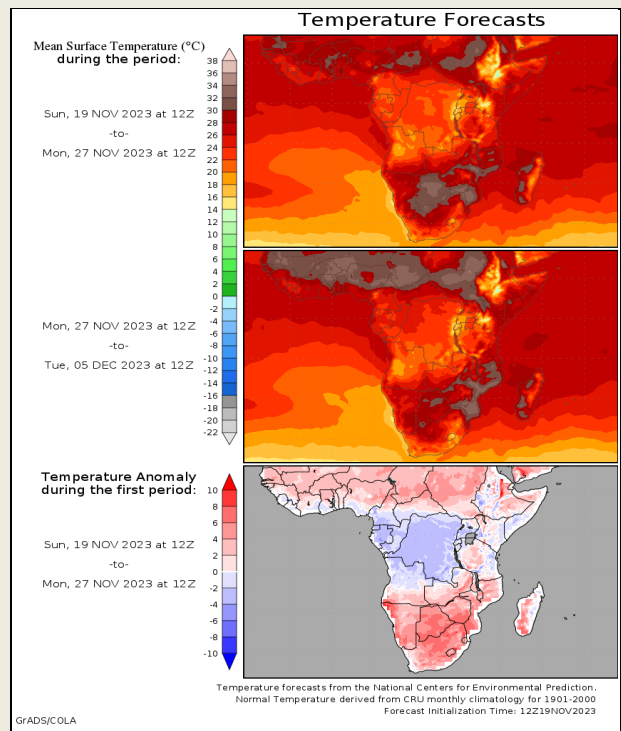 Temperature Forecasts
Mean Surface Temperature (°C)
during the period:
Sun, 19 NOV 2023 at 12Z
-to-
Mon, 27 NOV 2023 at 12Z
38
36
34
32
30
28
26
24
22
20
18
16
14
12
10
8
6
4
2
0
-2
-4
-6
-8
-10
-12
-14
-16
-18
-20
-22
Mon, 27 NOV 2023 at 12Z
-to-
Tue, 05 DEC 2023 at 12Z
Temperature Anomaly
during the first period:
Sun, 19 NOV 2023 at 12Z
-to-
Mon, 27 NOV 2023 at 12Z
10
8
6
4
2
0
-2
-4
-6
-8
-10
Temperature forecasts from the National Centers for Environmental Prediction.
Normal Temperature derived from CRU monthly climatology for 1901-2000
Forecast Initialization Time: 12Z19NOV2023
GrADS/COLA